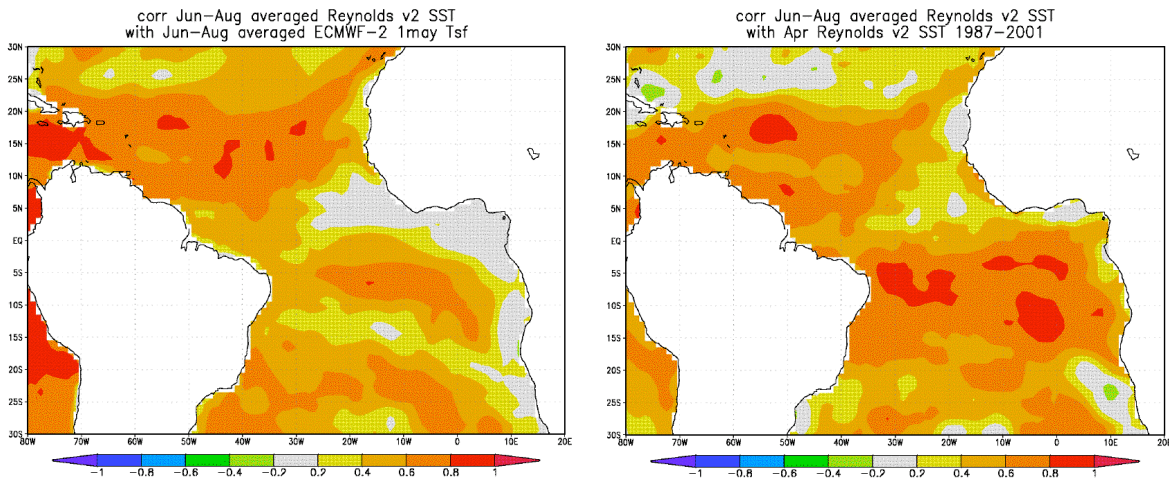 corr Jun-Aug averaged Reynolds v2 SST
with Jun-Aug averaged ECMWF-2 1may Tsf
30N
25N
20N
15N
10N
5N
EQ
5S
10S
15S
20S
25S
30S
80W 70W 60W 50W 40W 30W 20W 10W 0 10E 20E
-1 -0.8 -0.6 -0.4 -0.2 0.2 0.4 0.6 0.8 1
corr Jun-Aug averaged Reynolds v2 SST
with Apr Reynolds v2 SST 1987-2001
30N
25N
20N
15N
10N
5N
EQ
5S
10S
15S
20S
25S
30S
80W 70W 60W 50W 40W 30W 20W 10W 0 10E 20E
-1 -0.8 -0.6 -0.4 -0.2 0.2 0.4 0.6 0.8 1